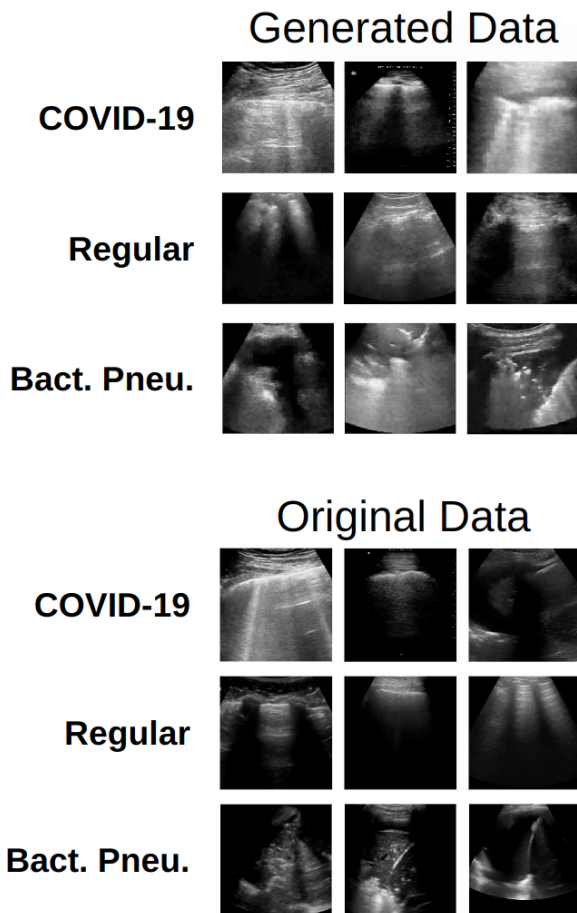 Generated Data
COVID-19
Regular
Bact. Pneu.
Original Data
COVID-19
Regular
Bact. Pneu.